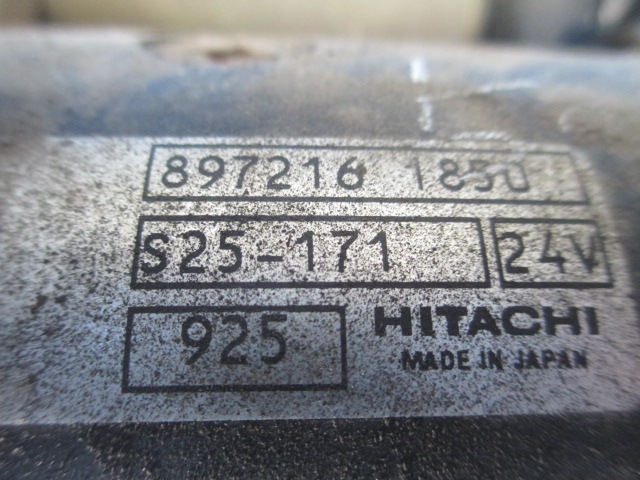 897216 1850
S25-171 24V
925 HITACHI
MADE IN JAPAN